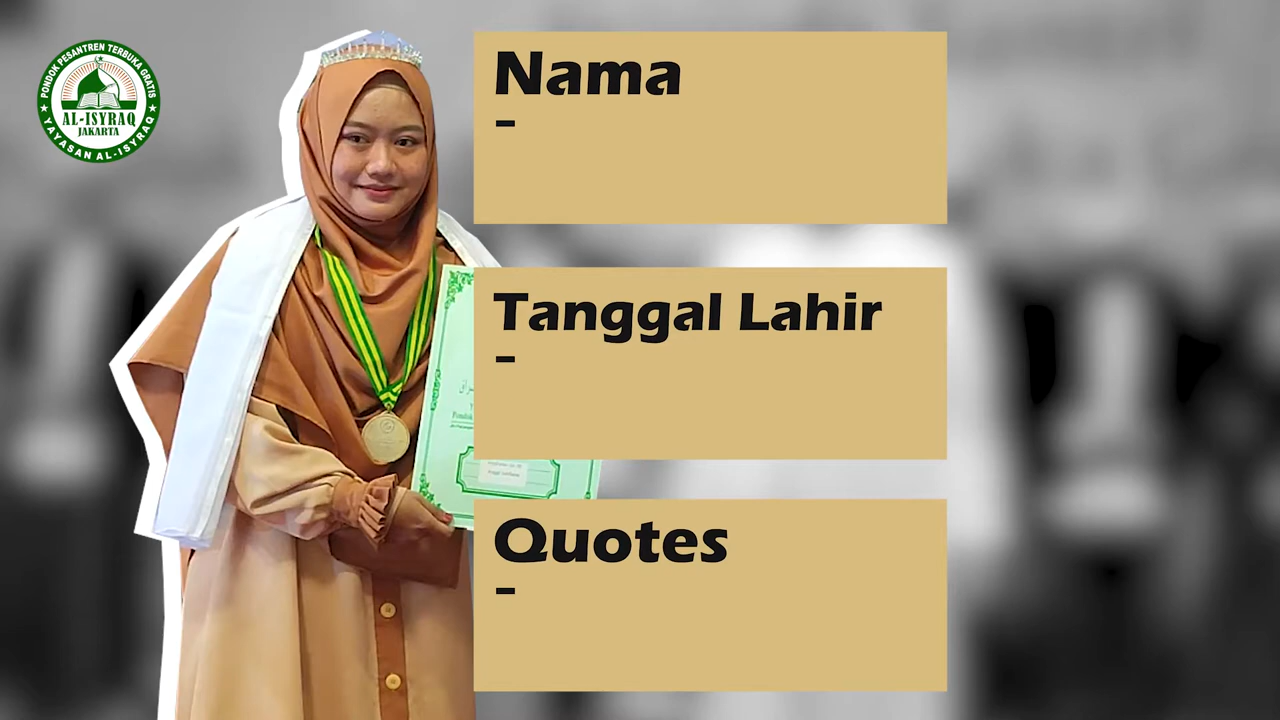 PONDOK PESANTREN TERBUKA GRATIS
AL-ISYRAQ
JAKARTA
YAYASAN AL-ISYRAQ
Nama
-
Tanggal Lahir
-
Quotes
-